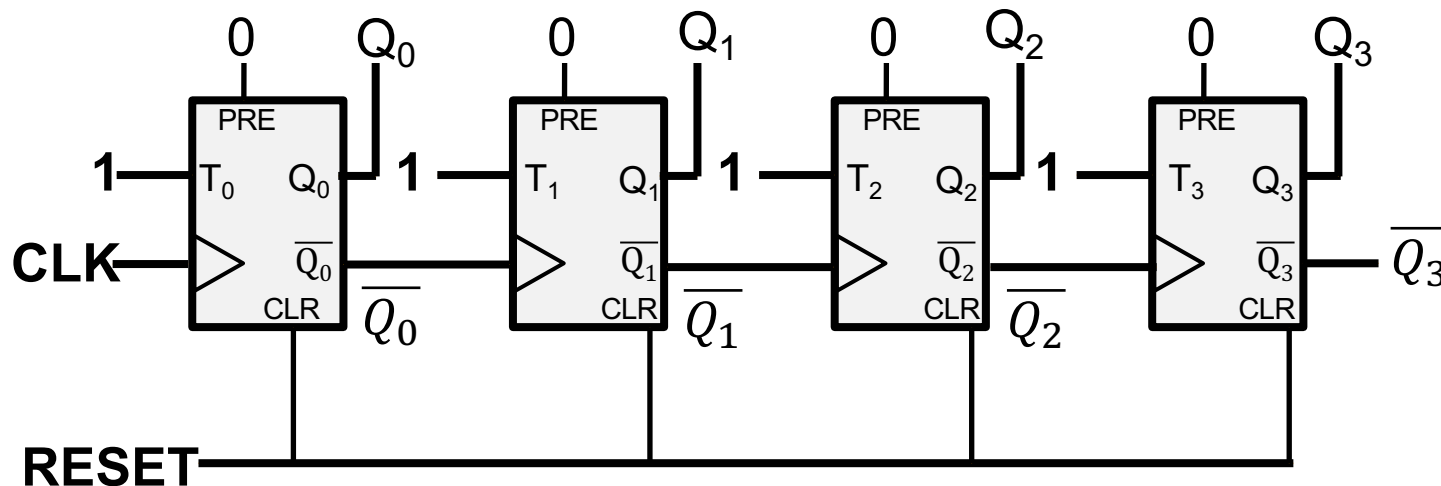 0 Q₀ 0 Q₁ 0 Q₂ 0 Q₃
PRE PRE PRE PRE
1 T₀ Q₀ 1 T₁ Q₁ 1 T₂ Q₂ 1 T₃ Q₃
CLK Q̅₀ Q̅₁ Q̅₂ Q̅₃ Q̅₃
CLR Q̅₀ CLR Q̅₁ CLR Q̅₂ CLR
RESET